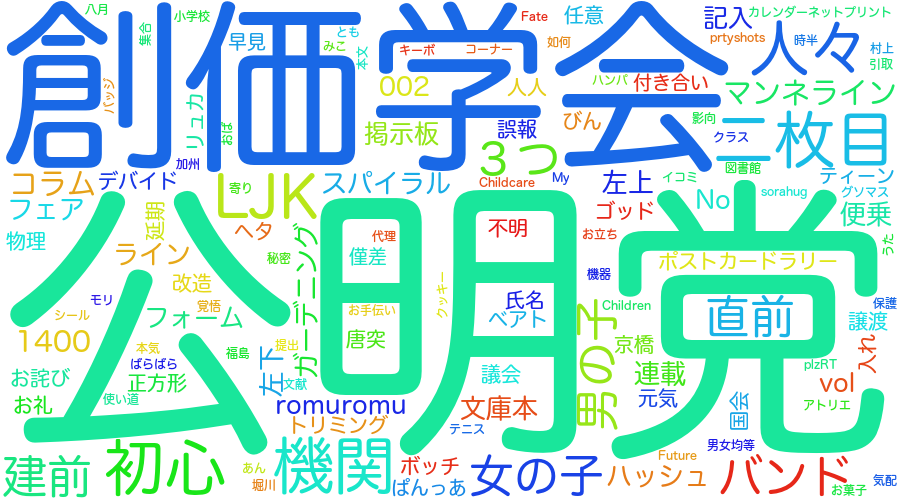 八月
集合
小学校
創価学会
Fate
任意
記入
カレンダーネットプリント
早見
とも
みこ
本文
キーボ
コーナー
如何
prtyshots
時半
人々
村上
引取
バッジ
リュカ
おば
002
人人
ハンパ
付き合い
マンネライン
掲示板
誤報
びん
影向
クラス
二枚目
加州
3つ
図書館
コラム
デバイド
LJK
寄り
スパイラル
Childcare
My
左上
イコミ
ティーン
sorahug
グソマス
フェア
延期
ヘタ
ゴッド
No
便乗
物理
ライン
公明党
代理
不明
お立ち
うた
秘密
僅差
ポストカードラリー
改造
ガーデニング
クッキー
機器
モリ
シール
覚悟
お手伝い
氏名
Children
直前
保護
フォーム
ベアト
男の子
譲渡
1400
本気
提出
福島
唐突
京橋
入れ
ばらばら
左下
議会
連載
plzRT
お詫び
正方形
文献
vol
お礼
使い道
romuromu
文庫本
元気
国会
アトリエ
トリミング
テニス
男女均等
建前
初心
あん
堀川
機関
ボッチ
ぱんつあ
女の子
Future
ハッシュ
バンド
お菓子
気配